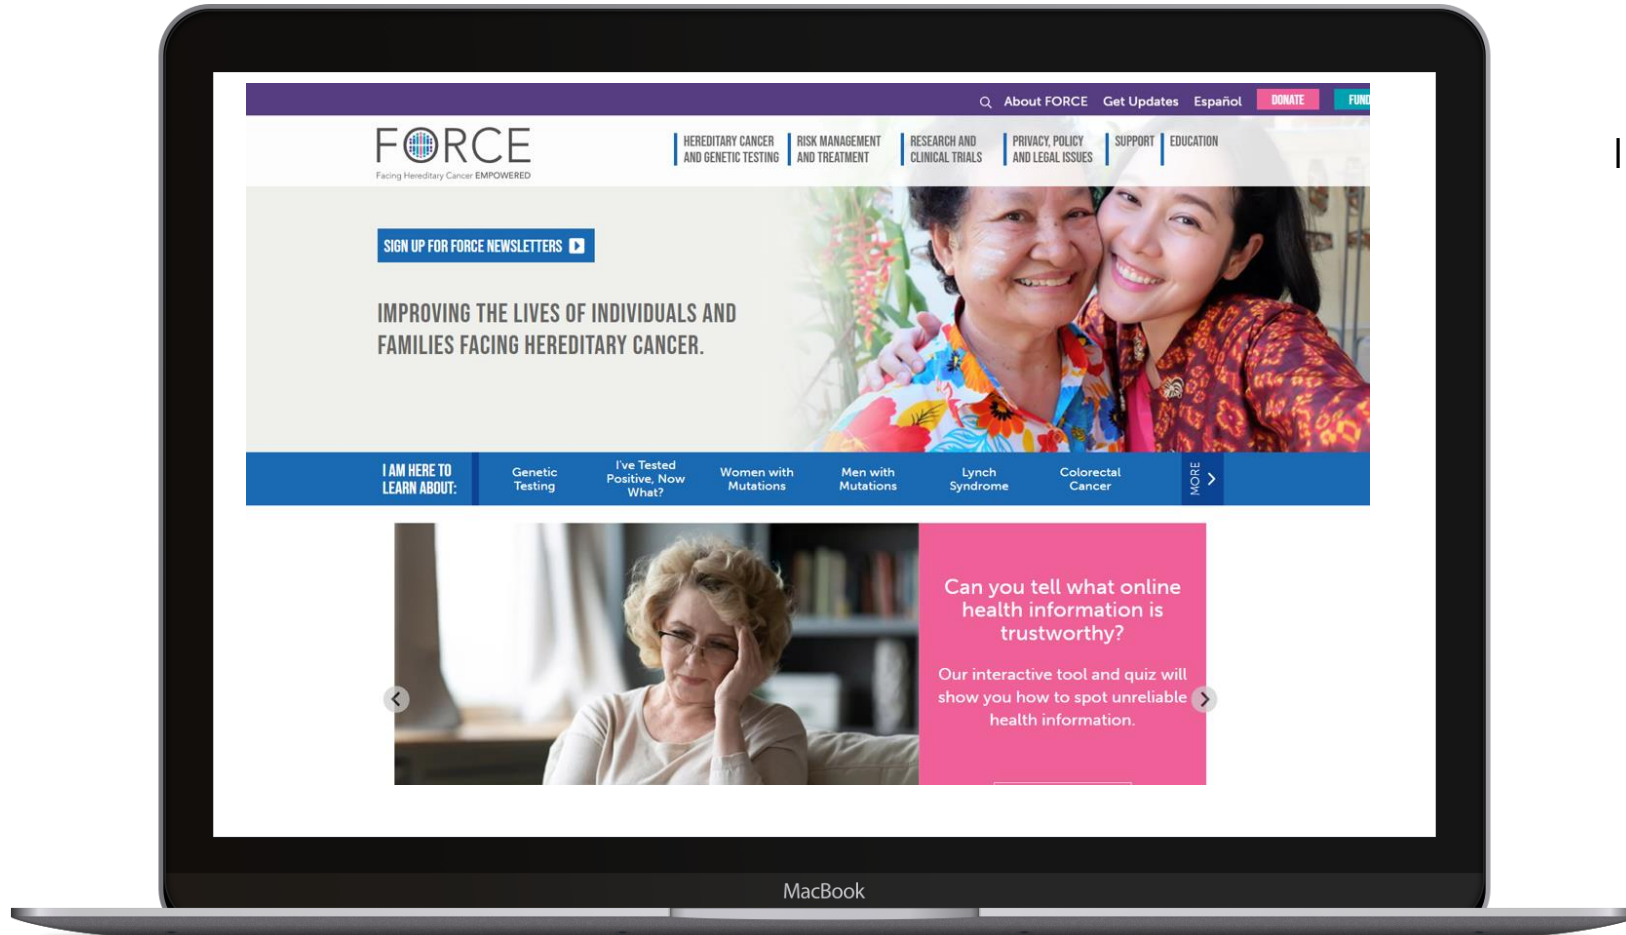 About FORCE Get Updates Español DONATE FUND
FORCE
Facing Hereditary Cancer EMPOWERED
HEREDITARY CANCER
AND GENETIC TESTING
RISK MANAGEMENT
AND TREATMENT
RESEARCH AND
CLINICAL TRIALS
PRIVACY, POLICY
AND LEGAL ISSUES
SUPPORT
EDUCATION
SIGN UP FOR FORCE NEWSLETTERS
IMPROVING THE LIVES OF INDIVIDUALS AND
FAMILIES FACING HEREDITARY CANCER.
I AM HERE TO
LEARN ABOUT:
Genetic
Testing
I've Tested
Positive, Now
What?
Women with
Mutations
Men with
Mutations
Lynch
Syndrome
Colorectal
Cancer
MORE
Can you tell what online
health information is
trustworthy?
Our interactive tool and quiz will
show you how to spot unreliable
health information.
MacBook